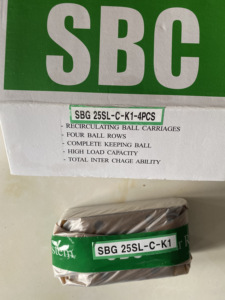 SBC
SBG 25SL-C-K1-4PCS
- RECIRCULATING BALL CARRIAGES
- FOUR BALL ROWS
- COMPLETE KEEPING BALL
- HIGH LOAD CAPACITY
- TOTAL INTER CHAGE ABILITY
SBG 25SL-C-K1